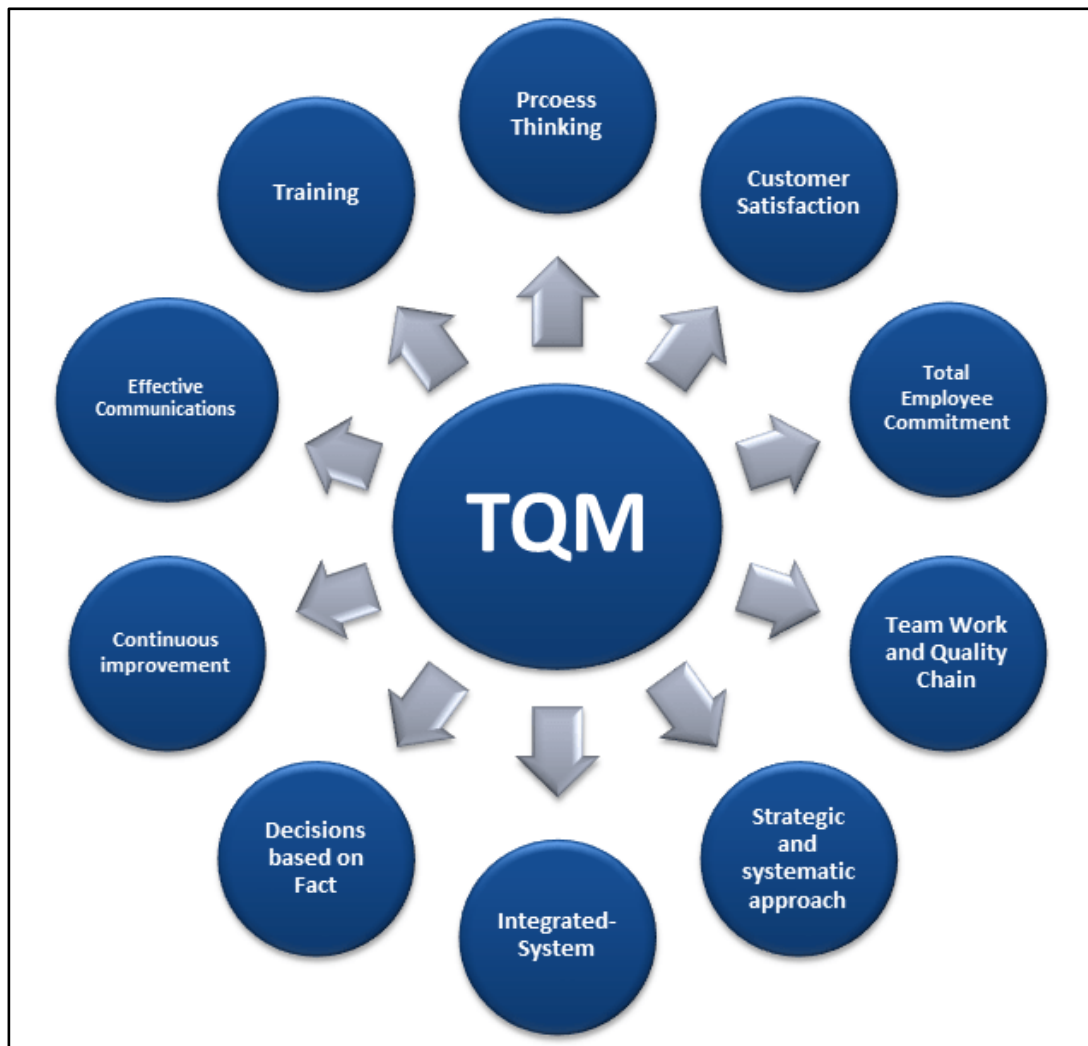 Prcoess
Thinking
Customer
Satisfaction
Total
Employee
Commitment
Team Work
and Quality
Chain
Strategic
and
systematic
approach
Integrated-
System
Decisions
based on
Fact
Continuous
improvement
Effective
Communications
Training
TQM